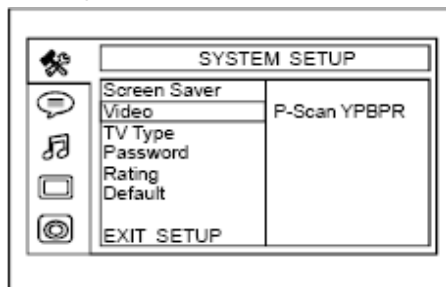 SYSTEM SETUP
Screen Saver
Video
P-Scan YPBPR
TV Type
Password
Rating
Default
EXIT SETUP